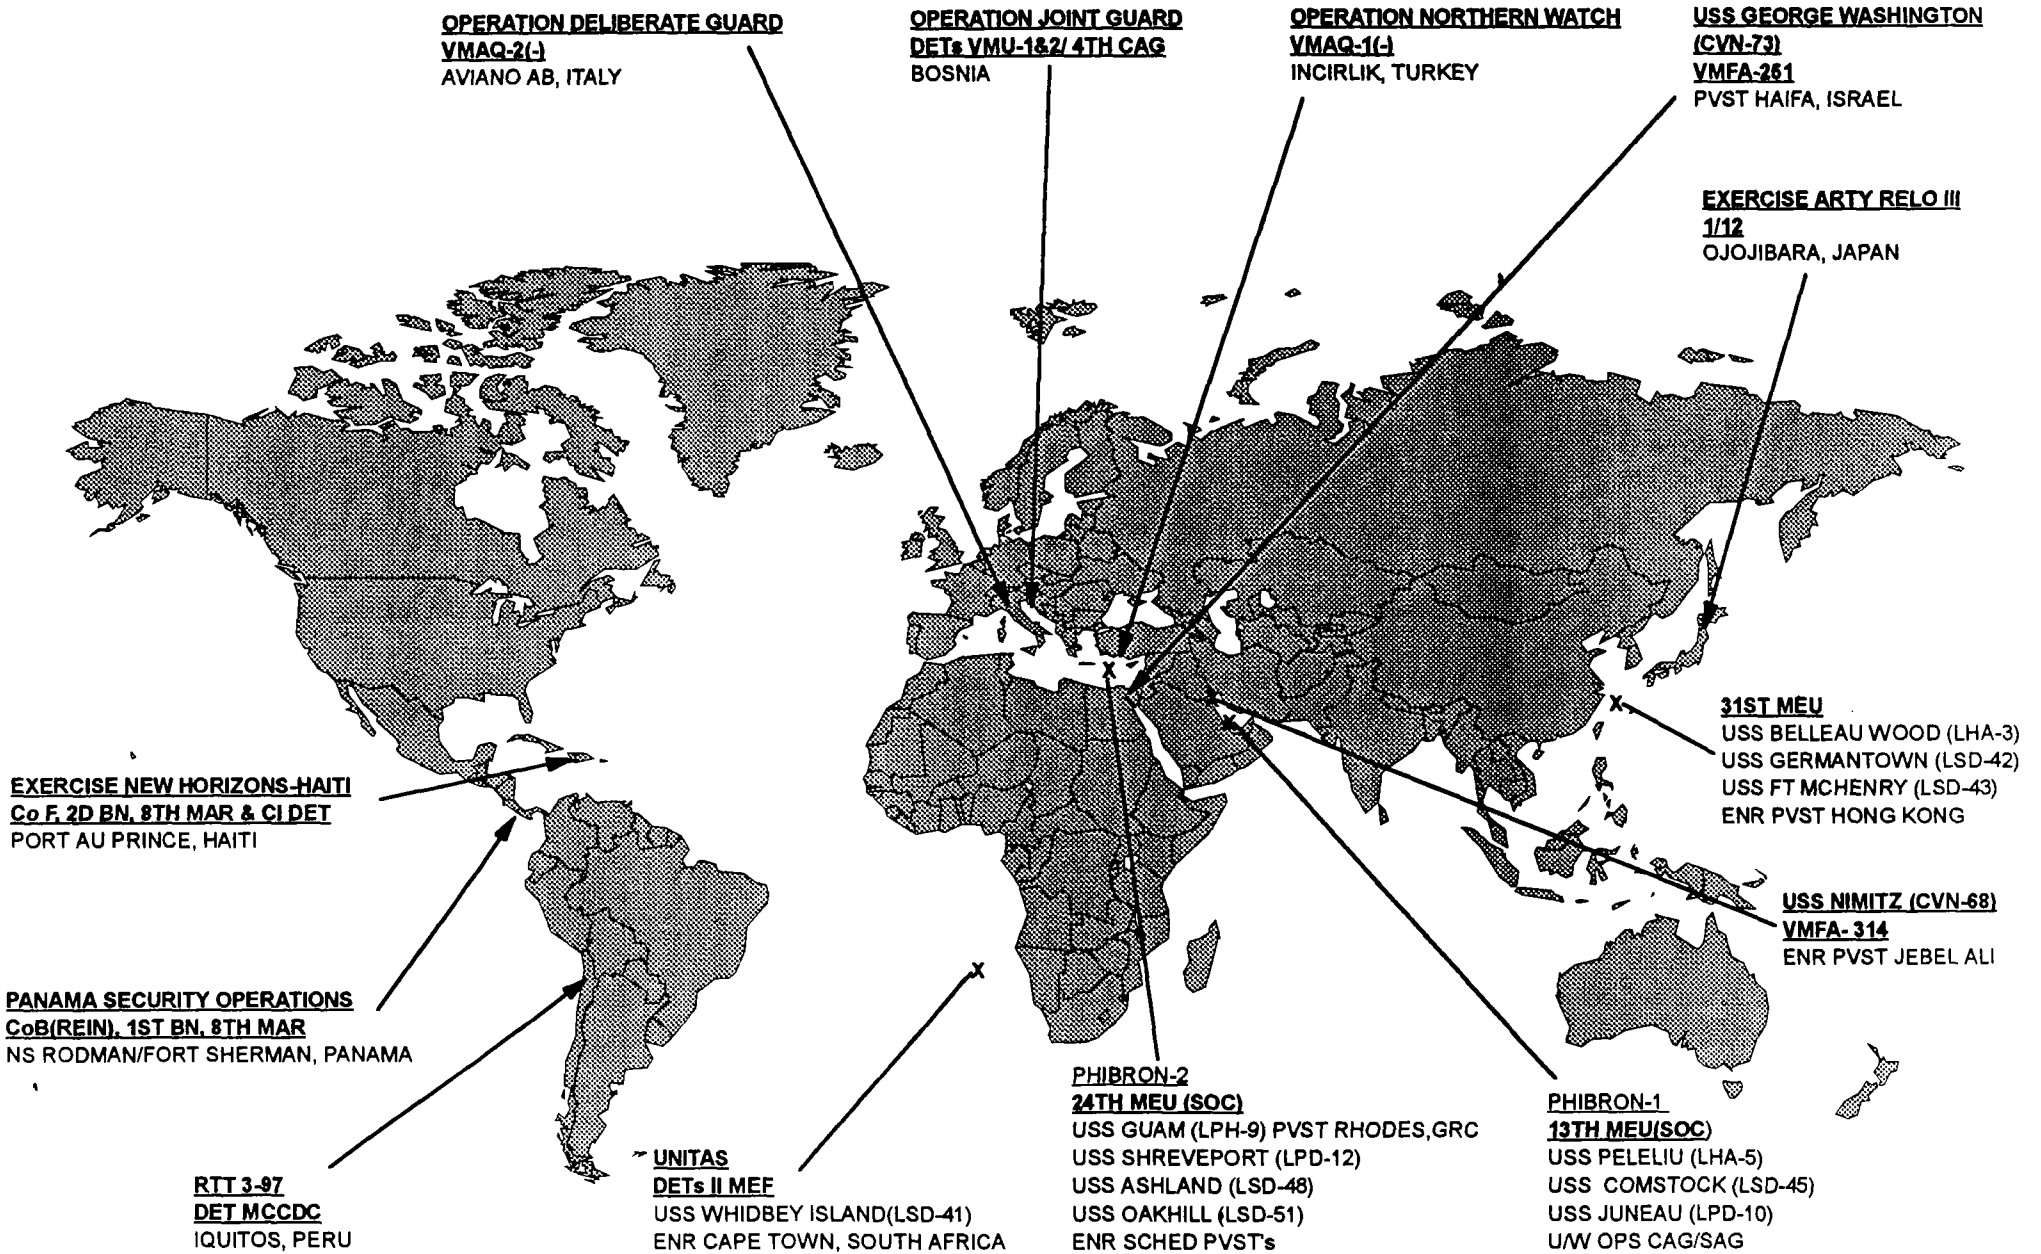 OPERATION DELIBERATE GUARD
VMAQ-2(-)
AVIANO AB, ITALY
OPERATION JOINT GUARD
DETs VMU-1&2/ 4TH CAG
BOSNIA
OPERATION NORTHERN WATCH
VMAQ-1(-)
INCIRLIK, TURKEY
USS GEORGE WASHINGTON
(CVN-73)
VMFA-251
PVST HAIFA, ISRAEL
EXERCISE ARTY RELO III
1/12
OJOJIBARA, JAPAN
X
X
31ST MEU
USS BELLEAU WOOD (LHA-3)
USS GERMANTOWN (LSD-42)
USS FT MCHENRY (LSD-43)
ENR PVST HONG KONG
X
EXERCISE NEW HORIZONS-HAITI
Co F, 2D BN, 8TH MAR & CI DET
PORT AU PRINCE, HAITI
USS NIMITZ (CVN-68)
VMFA- 314
ENR PVST JEBEL ALI
X
PANAMA SECURITY OPERATIONS
CoB(REIN), 1ST BN, 8TH MAR
NS RODMAN/FORT SHERMAN, PANAMA
RTT 3-97
DET MCCDC
IQUITOS, PERU
UNITAS
DETs II MEF
USS WHIDBEY ISLAND(LSD-41)
ENR CAPE TOWN, SOUTH AFRICA
PHIBRON-2
24TH MEU (SOC)
USS GUAM (LPH-9) PVST RHODES,GRC
USS SHREVEPORT (LPD-12)
USS ASHLAND (LSD-48)
USS OAKHILL (LSD-51)
ENR SCHED PVST's
PHIBRON-1
13TH MEU(SOC)
USS PELELIU (LHA-5)
USS COMSTOCK (LSD-45)
USS JUNEAU (LPD-10)
U/W OPS CAG/SAG